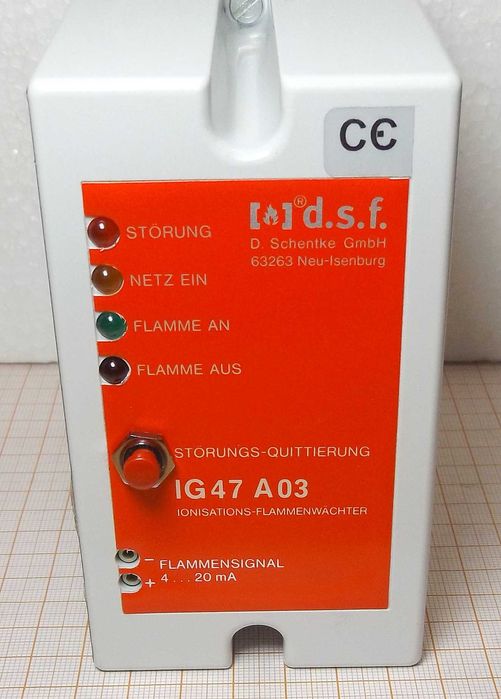 CE
® d.s.f.
D. Schentke GmbH
63263 Neu-Isenburg
STÖRUNG
NETZ EIN
FLAMME AN
FLAMME AUS
STÖRUNGS-QUITTIERUNG
IG47 A03
IONISATIONS-FLAMMENWÄCHTER
− FLAMMENSIGNAL
+ 4...20 mA